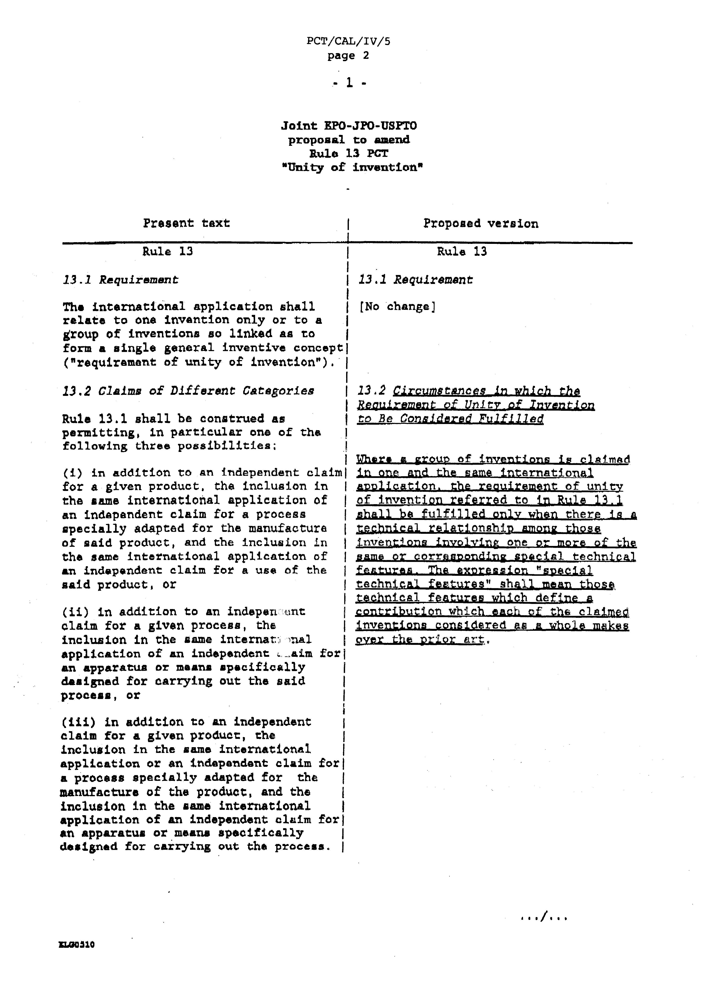 PCT/CAL/IV/5
page 2
- 1 -
Joint EPO-JPO-USPTO
proposal to amend
Rule 13 PCT
"Unity of invention"
-
Present text
Rule 13
13.1 Requirement
The international application shall
relate to one invention only or to a
group of inventions so linked as to
form a single general inventive concept
("requirement of unity of invention").
13.2 Claims of Different Categories
Rule 13.1 shall be construed as
permitting, in particular one of the
following three possibilities:
(i) in addition to an independent claim
for a given product, the inclusion in
the same international application of
an independent claim for a process
specially adapted for the manufacture
of said product, and the inclusion in
the same international application of
an independent claim for a use of the
said product, or
(ii) in addition to an independent
claim for a given process, the
inclusion in the same international
application of an independent claim for
an apparatus or means specifically
designed for carrying out the said
process, or
(iii) in addition to an independent
claim for a given product, the
inclusion in the same international
application or an independent claim for
a process specially adapted for the
manufacture of the product, and the
inclusion in the same international
application of an independent claim for
an apparatus or means specifically
designed for carrying out the process.
Proposed version
Rule 13
13.1 Requirement
[No change]
13.2 Circumstances in which the
Requirement of Unity of Invention
to Be Considered Fulfilled
Where a group of inventions is claimed
in one and the same international
application, the requirement of unity
of invention referred to in Rule 13.1
shall be fulfilled only when there is a
technical relationship among those
inventions involving one or more of the
same or corresponding special technical
features. The expression "special
technical features" shall mean those
technical features which define a
contribution which each of the claimed
inventions considered as a whole makes
over the prior art.
.../...
ELG0510